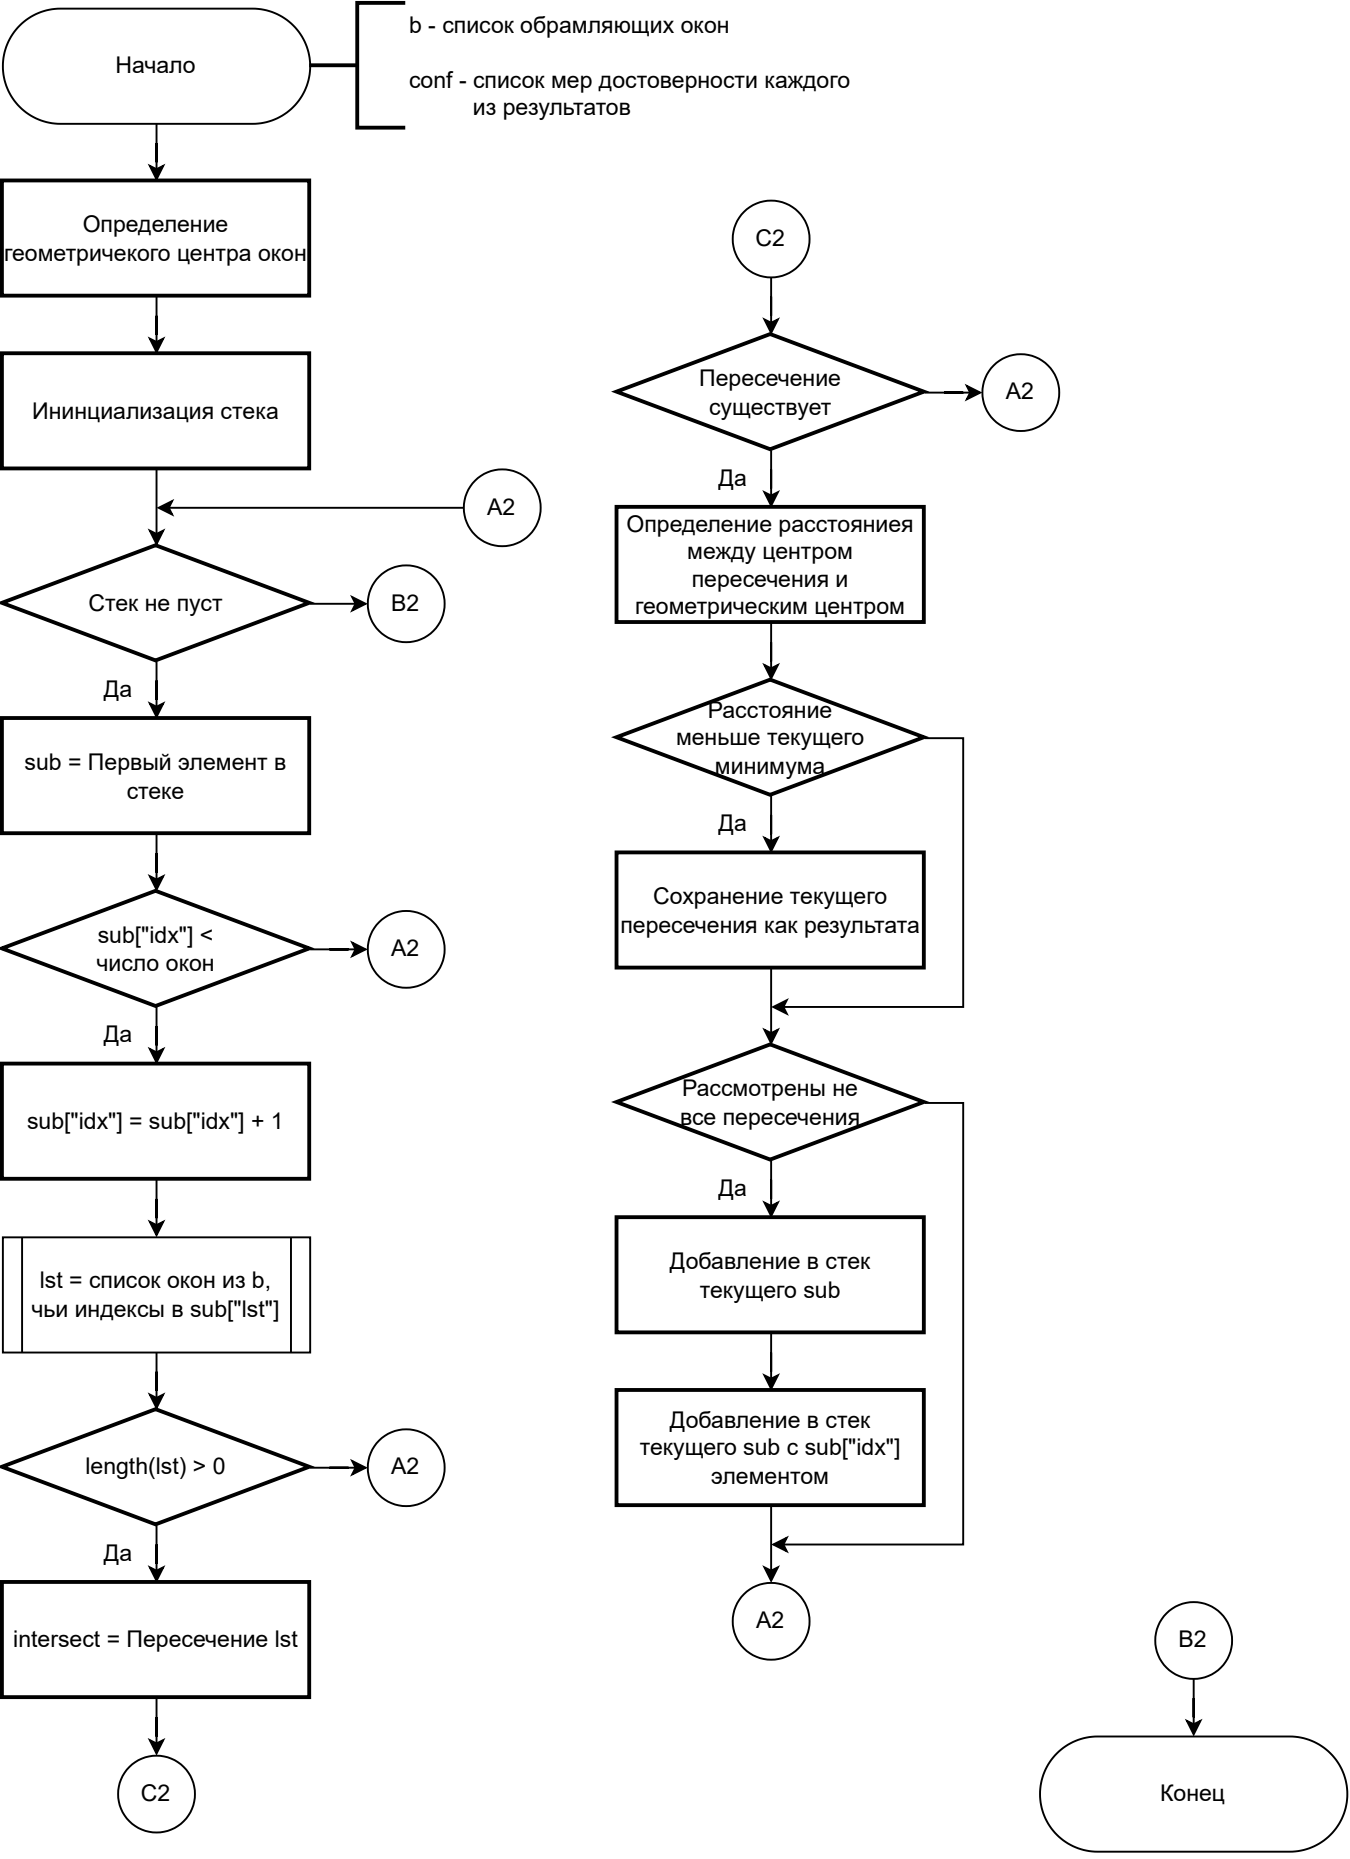 Начало
b - список обрамляющих окон
conf - список мер достоверности каждого
из результатов
Определение
геометричекого центра окон
Ининциализация стека
A2
Стек не пуст
B2
Да
sub = Первый элемент в
стеке
sub["idx"] <
число окон
A2
Да
sub["idx"] = sub["idx"] + 1
lst = список окон из b,
чьи индексы в sub["lst"]
length(lst) > 0
A2
Да
intersect = Пересечение lst
C2
C2
Пересечение
существует
A2
Да
Определение расстояниея
между центром
пересечения и
геометрическим центром
Расстояние
меньше текущего
минимума
Да
Сохранение текущего
пересечения как результата
Рассмотрены не
все пересечения
Да
Добавление в стек
текущего sub
Добавление в стек
текущего sub с sub["idx"]
элементом
A2
B2
Конец